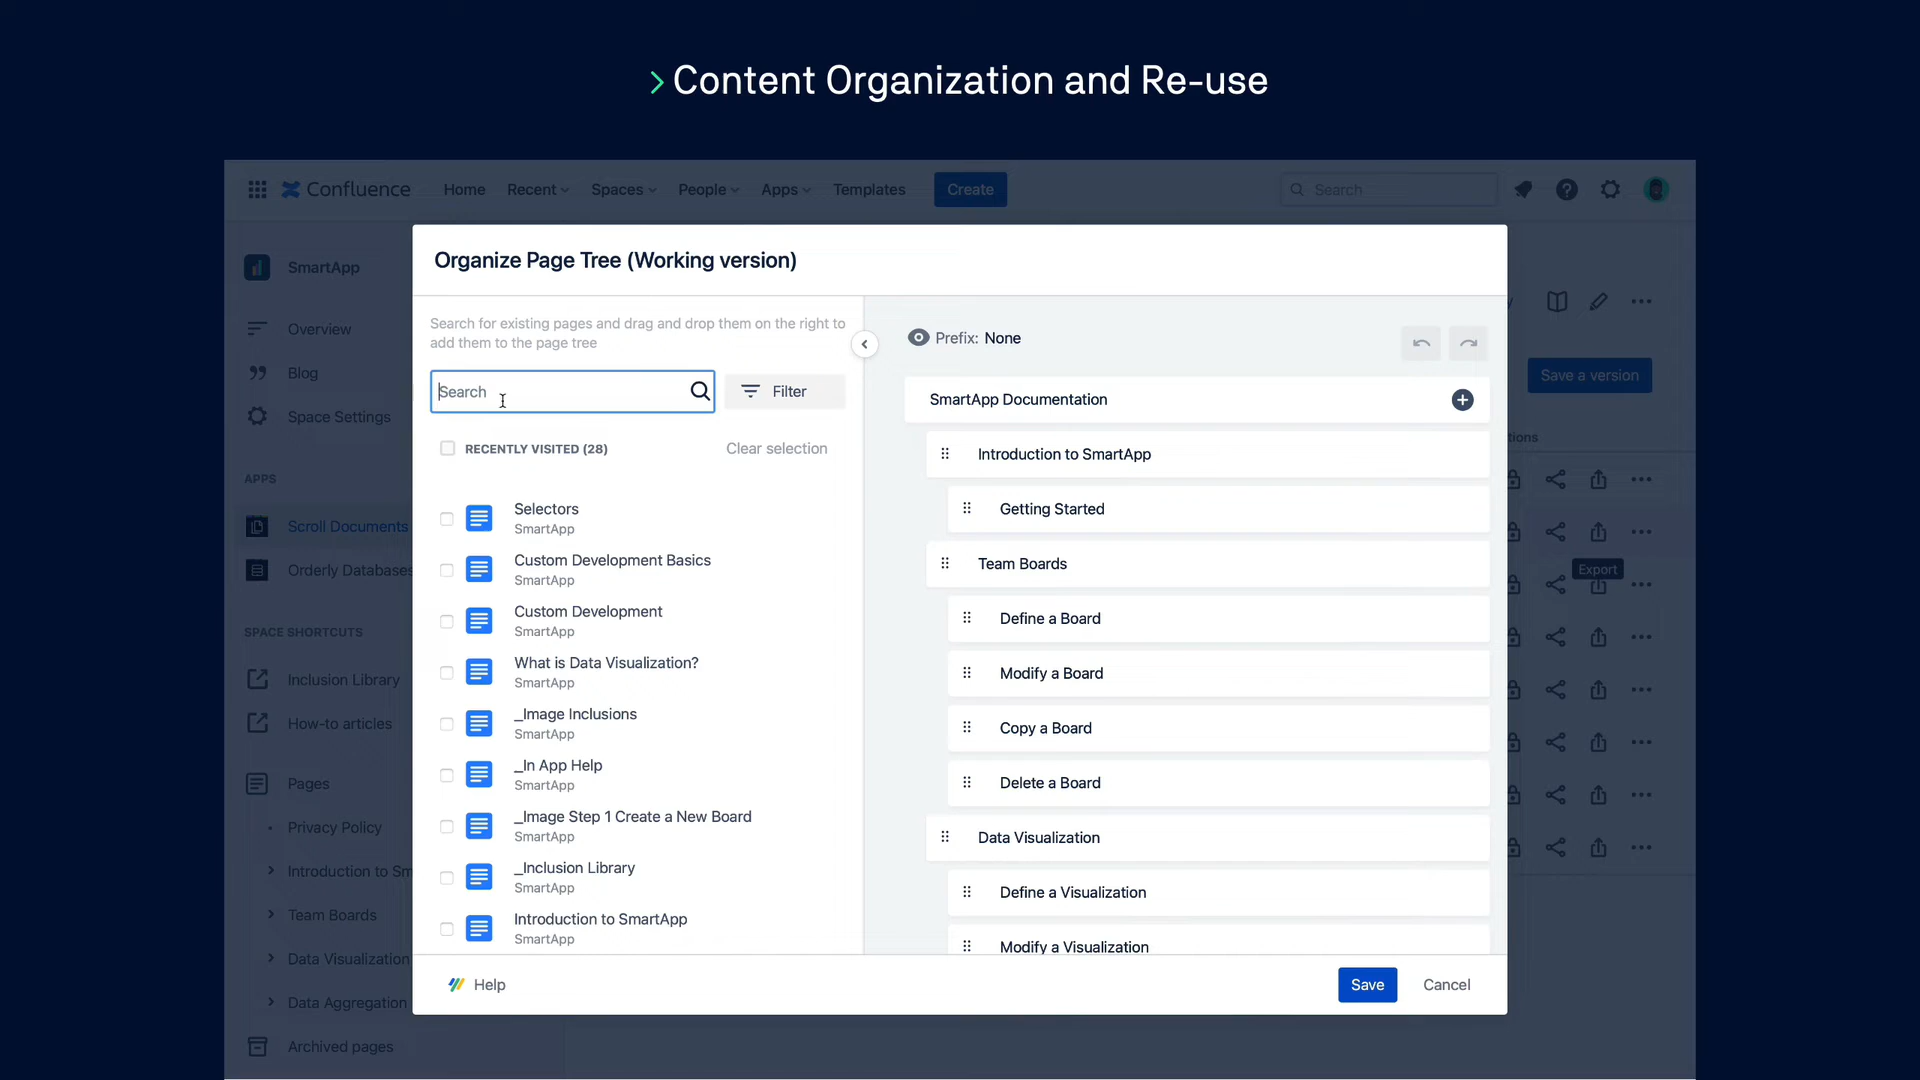 Content Organization and Re-use
Confluence
Home
Recent
Spaces
People
Apps
Templates
Create
Search
SmartApp
Overview
Blog
Space Settings
APPS
Scroll Documents
Orderly Databases
SPACE SHORTCUTS
Inclusion Library
How-to articles
Pages
Privacy Policy
Introduction to Sm
Team Boards
Data Visualization
Data Aggregation
Archived pages
Organize Page Tree (Working version)
Search for existing pages and drag and drop them on the right to
add them to the page tree
Search
Filter
RECENTLY VISITED (28)
Clear selection
Selectors
SmartApp
Custom Development Basics
SmartApp
Custom Development
SmartApp
What is Data Visualization?
SmartApp
_Image Inclusions
SmartApp
_In App Help
SmartApp
_Image Step 1 Create a New Board
SmartApp
_Inclusion Library
SmartApp
Introduction to SmartApp
SmartApp
Prefix: None
SmartApp Documentation
Introduction to SmartApp
Getting Started
Team Boards
Define a Board
Modify a Board
Copy a Board
Delete a Board
Data Visualization
Define a Visualization
Modify a Visualization
Help
Save
Cancel
Save a version
tions
Export